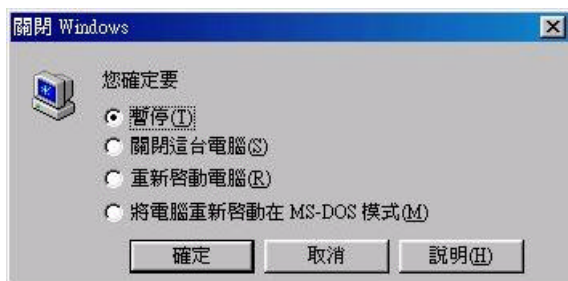 關閉 Windows
您確定要
暫停(T)
關閉這台電腦(S)
重新啓動電腦(R)
將電腦重新啓動在 MS-DOS 模式(M)
確定 取消 說明(H)